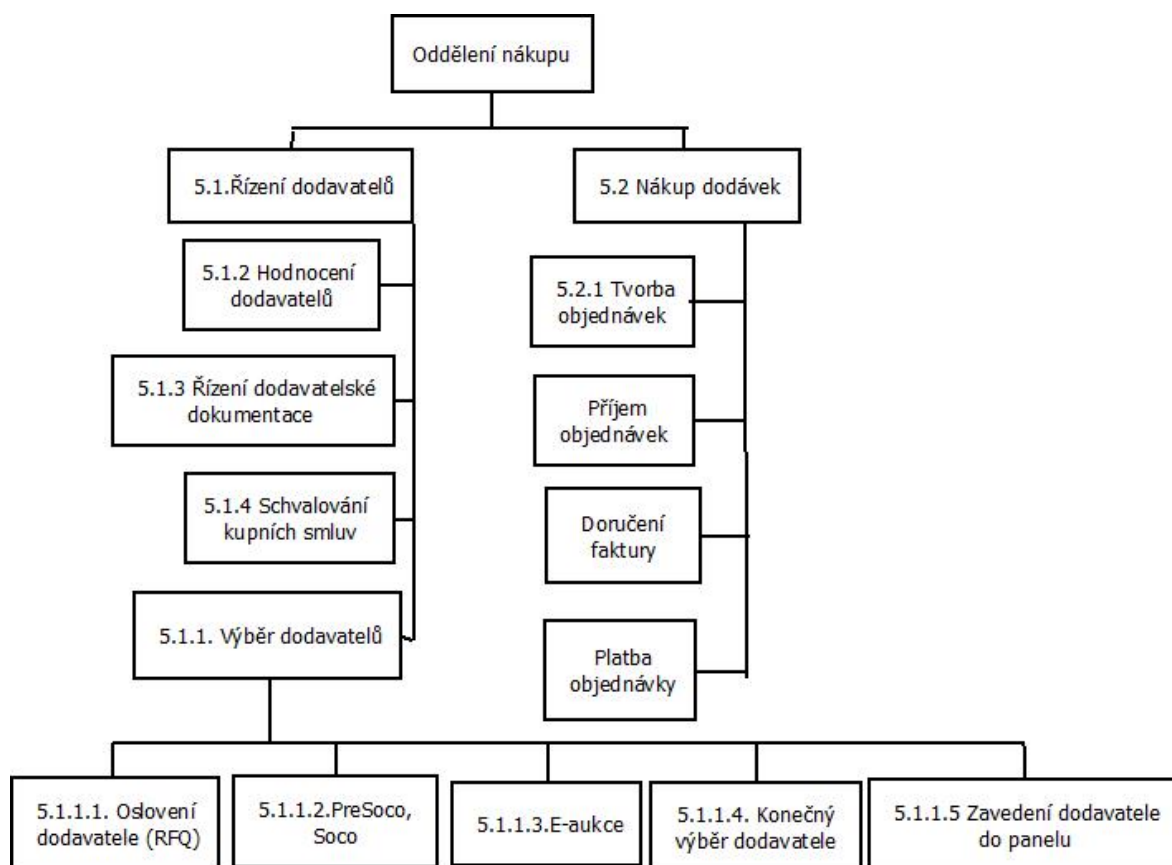 Oddělení nákupu
5.1.Řízení dodavatelů
5.2 Nákup dodávek
5.1.2 Hodnocení
dodavatelů
5.2.1 Tvorba
objednávek
5.1.3 Řízení dodavatelské
dokumentace
Příjem
objednávek
5.1.4 Schvalování
kupních smluv
Doručení
faktury
5.1.1. Výběr dodavatelů
Platba
objednávky
5.1.1.1. Oslovení
dodavatele (RFQ)
5.1.1.2.PreSoco,
Soco
5.1.1.3.E-aukce
5.1.1.4. Konečný
výběr dodavatele
5.1.1.5 Zavedení dodavatele
do panelu